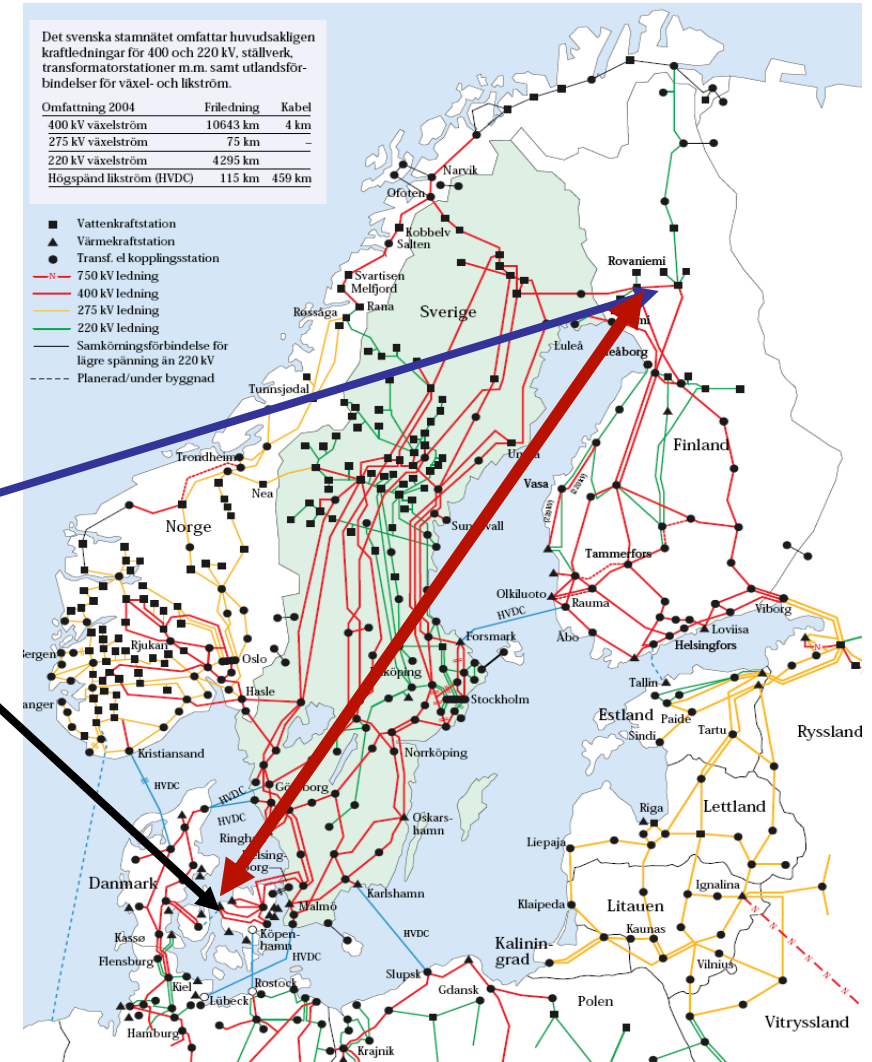 Det svenska stamnätet omfattar huvudsakligen
kraftledningar för 400 och 220 kV, ställverk,
transformatorstationer m.m. samt utlandsför-
bindelser för växel- och likström.
Omfattning 2004 Friledning Kabel
400 kV växelström 10643 km 4 km
275 kV växelström 75 km –
220 kV växelström 4295 km
Högspänd likström (HVDC) 115 km 459 km
Vattenkraftstation
Värmekraftstation
Transf. el kopplingsstation
N 750 kV ledning
400 kV ledning
275 kV ledning
220 kV ledning
Samkörningsförbindelse för
lägre spänning än 220 kV
Planerad/under byggnad
Narvik
Ofoten
Kobbelv
Salten
Svartisen
Melfjord
Rana
Røssåga
Sverige
Rovaniemi
Luleå
Tunnsjødal
Trondheim
Nea
Norge
Finland
Vasa
(220 kV)
(220 kV)
Tammerfors
Olkiluoto
Rauma
HVDC
Viborg
Forsmark
Åbo
Loviisa
Helsingfors
Rjukan
Oslo
Hasle
Stockholm
Tallin
Estland
Paide
Sindi
Tartu
Ryssland
N
Kristiansand
Norrköping
HVDC
HVDC
HVDC
Oskars-
hamn
Riga
Lettland
Liepaja
Danmark
Malmö
Karlshamn
Ignalina
Klaipeda
Litauen
Kaunas
Kassø
Köpen-
hamn
HVDC
HVDC
Kalinin-
grad
Vilnius
N
N
N
N
N
Flensburg
Kiel
Lübeck
Rostock
Slupsk
Gdansk
Polen
Vitryssland
Hamburg
Krajnik